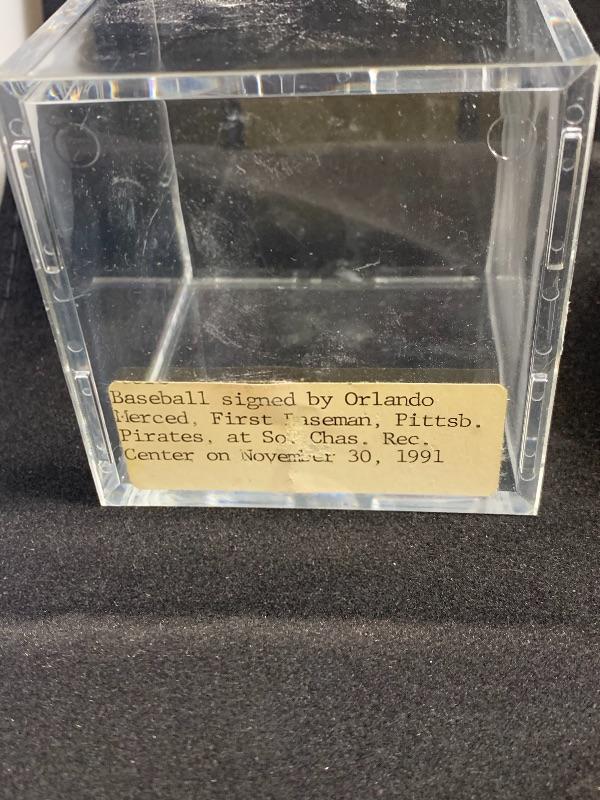 Baseball signed by Orlando
Merced, First Baseman, Pittsb.
Pirates, at So. Chas. Rec.
Center on November 30, 1991